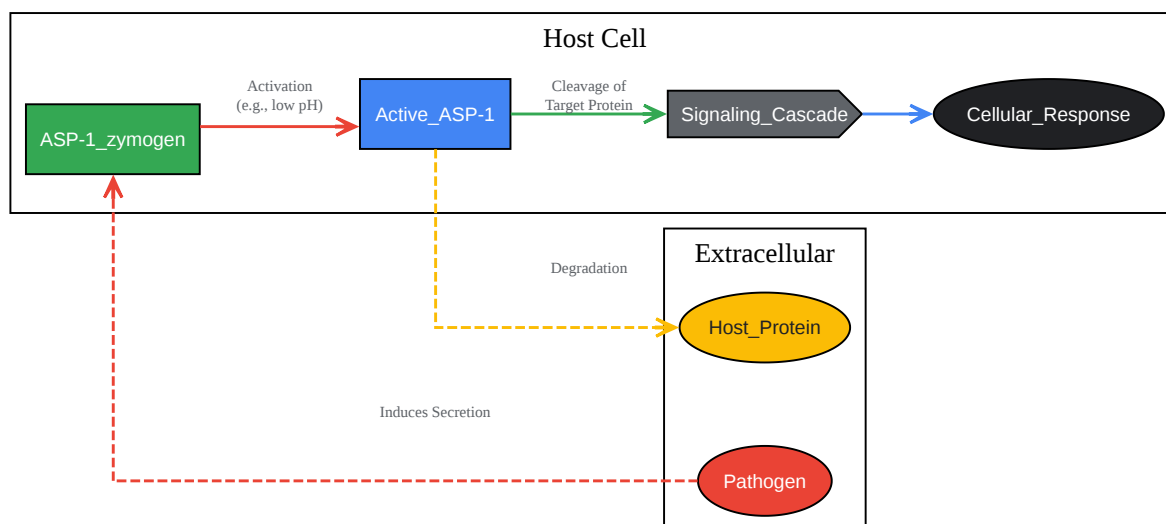 Host Cell
Activation
(e.g., low pH)
Cleavage of
Target Protein
ASP-1_zymogen
Active_ASP-1
Signaling_Cascade
Cellular_Response
Extracellular
Degradation
Host_Protein
Induces Secretion
Pathogen